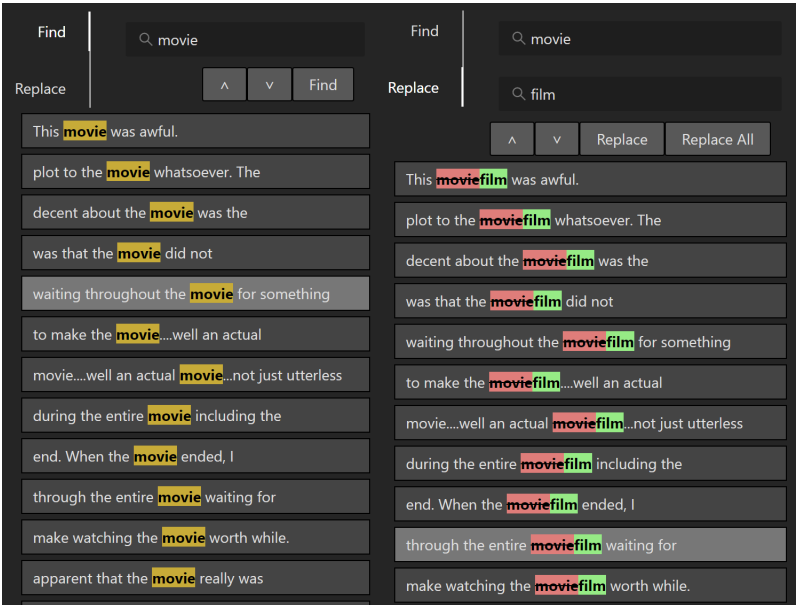 Find
movie
Replace
˄
˅
Find
This movie was awful.
plot to the movie whatsoever. The
decent about the movie was the
was that the movie did not
waiting throughout the movie for something
to make the movie....well an actual
movie....well an actual movie...not just utterless
during the entire movie including the
end. When the movie ended, I
through the entire movie waiting for
make watching the movie worth while.
apparent that the movie really was
Find
movie
Replace
film
˄
˅
Replace
Replace All
This moviefilm was awful.
plot to the moviefilm whatsoever. The
decent about the moviefilm was the
was that the moviefilm did not
waiting throughout the moviefilm for something
to make the moviefilm....well an actual
movie....well an actual moviefilm...not just utterless
during the entire moviefilm including the
end. When the moviefilm ended, I
through the entire moviefilm waiting for
make watching the moviefilm worth while.